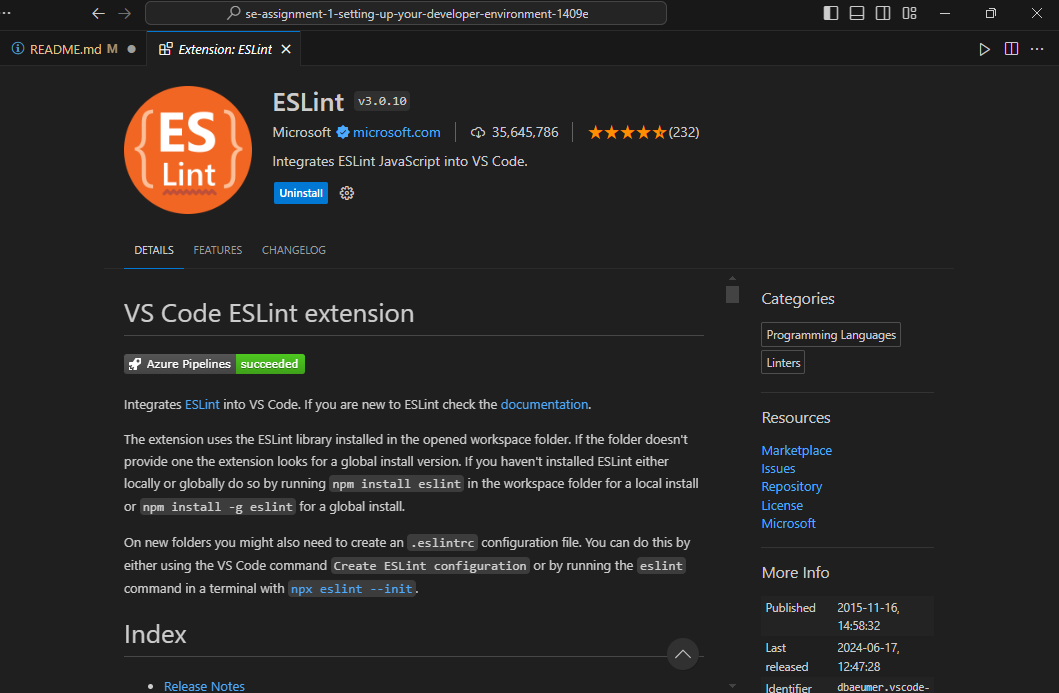 se-assignment-1-setting-up-your-developer-environment-1409e
README.md M
Extension: ESLint
ES
Lint
ESLint v3.0.10
Microsoft microsoft.com 35,645,786 (232)
Integrates ESLint JavaScript into VS Code.
Uninstall
DETAILS FEATURES CHANGELOG
VS Code ESLint extension
Azure Pipelines succeeded
Integrates ESLint into VS Code. If you are new to ESLint check the documentation.
The extension uses the ESLint library installed in the opened workspace folder. If the folder doesn't
provide one the extension looks for a global install version. If you haven't installed ESLint either
locally or globally do so by running npm install eslint in the workspace folder for a local install
or npm install -g eslint for a global install.
On new folders you might also need to create an .eslintrc configuration file. You can do this by
either using the VS Code command Create ESLint configuration or by running the eslint
command in a terminal with npx eslint --init.
Index
Release Notes
Categories
Programming Languages
Linters
Resources
Marketplace
Issues
Repository
License
Microsoft
More Info
Published 2015-11-16,
14:58:32
Last 2024-06-17,
released 12:47:28
Identifier dbaeumer.vscode-